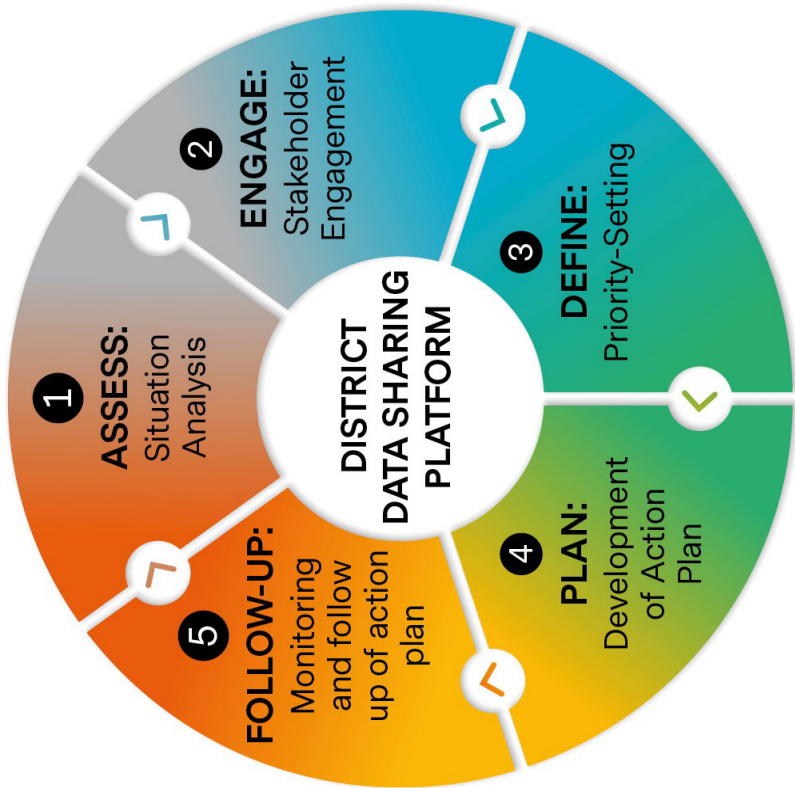 1
ASSESS:
Situation
Analysis
2
ENGAGE:
Stakeholder
Engagement
3
DEFINE:
Priority-Setting
4
PLAN:
Development
of Action
Plan
5
FOLLOW-UP:
Monitoring
and follow
up of action
plan
DISTRICT
DATA SHARING
PLATFORM